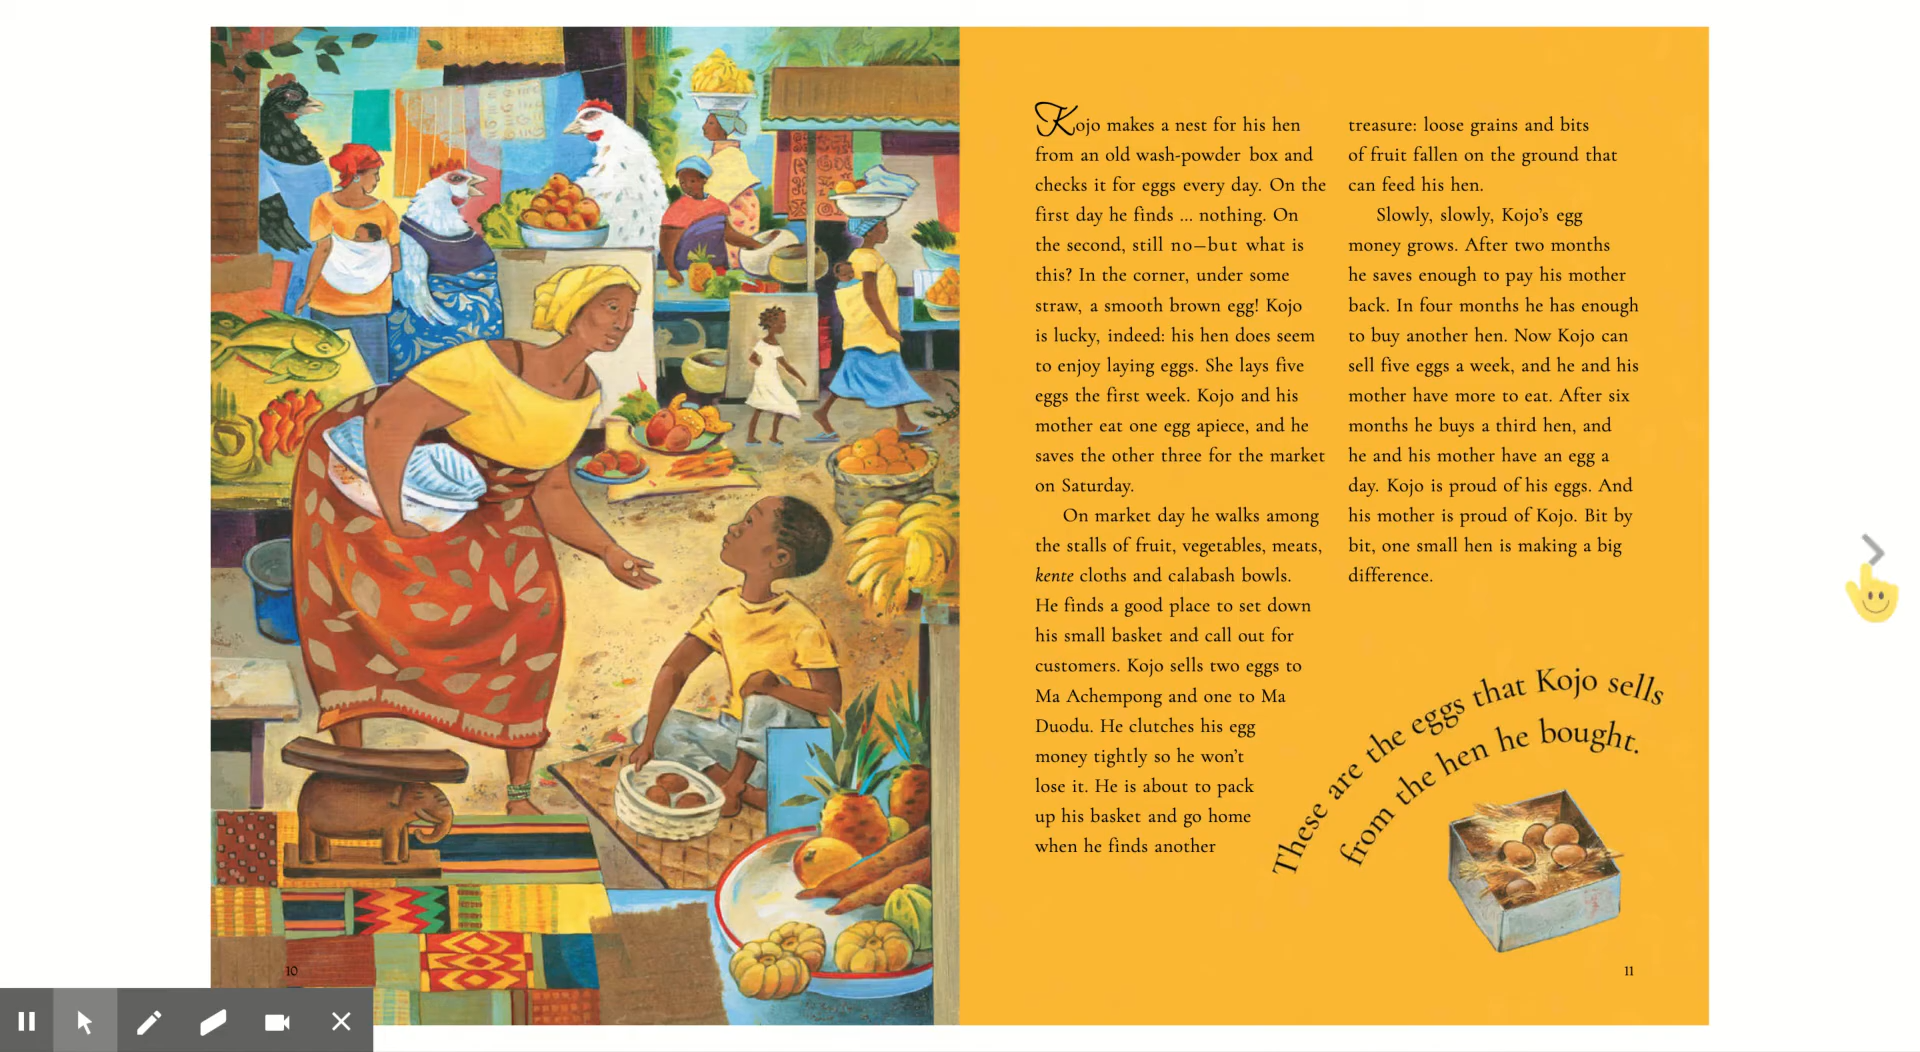 Kojo makes a nest for his hen
from an old wash-powder box and
checks it for eggs every day. On the
first day he finds ... nothing. On
the second, still no–but what is
this? In the corner, under some
straw, a smooth brown egg! Kojo
is lucky, indeed: his hen does seem
to enjoy laying eggs. She lays five
eggs the first week. Kojo and his
mother eat one egg apiece, and he
saves the other three for the market
on Saturday.
On market day he walks among
the stalls of fruit, vegetables, meats,
kente cloths and calabash bowls.
He finds a good place to set down
his small basket and call out for
customers. Kojo sells two eggs to
Ma Achempong and one to Ma
Duodu. He clutches his egg
money tightly so he won't
lose it. He is about to pack
up his basket and go home
when he finds another
treasure: loose grains and bits
of fruit fallen on the ground that
can feed his hen.
Slowly, slowly, Kojo's egg
money grows. After two months
he saves enough to pay his mother
back. In four months he has enough
to buy another hen. Now Kojo can
sell five eggs a week, and he and his
mother have more to eat. After six
months he buys a third hen, and
he and his mother have an egg a
day. Kojo is proud of his eggs. And
his mother is proud of Kojo. Bit by
bit, one small hen is making a big
difference.
These are the eggs that Kojo sells
from the hen he bought.
10
11